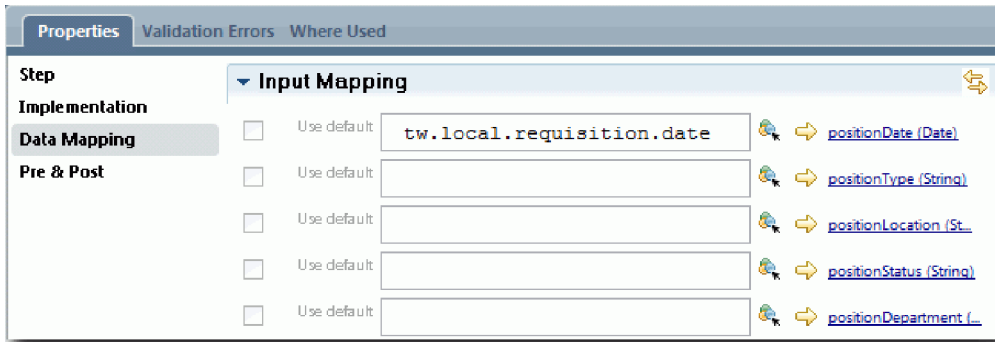 Properties Validation Errors Where Used
Step
Implementation
Data Mapping
Pre & Post
Input Mapping
Use default tw.local.requisition.date positionDate (Date)
Use default positionType (String)
Use default positionLocation (St...
Use default positionStatus (String)
Use default positionDepartment (...